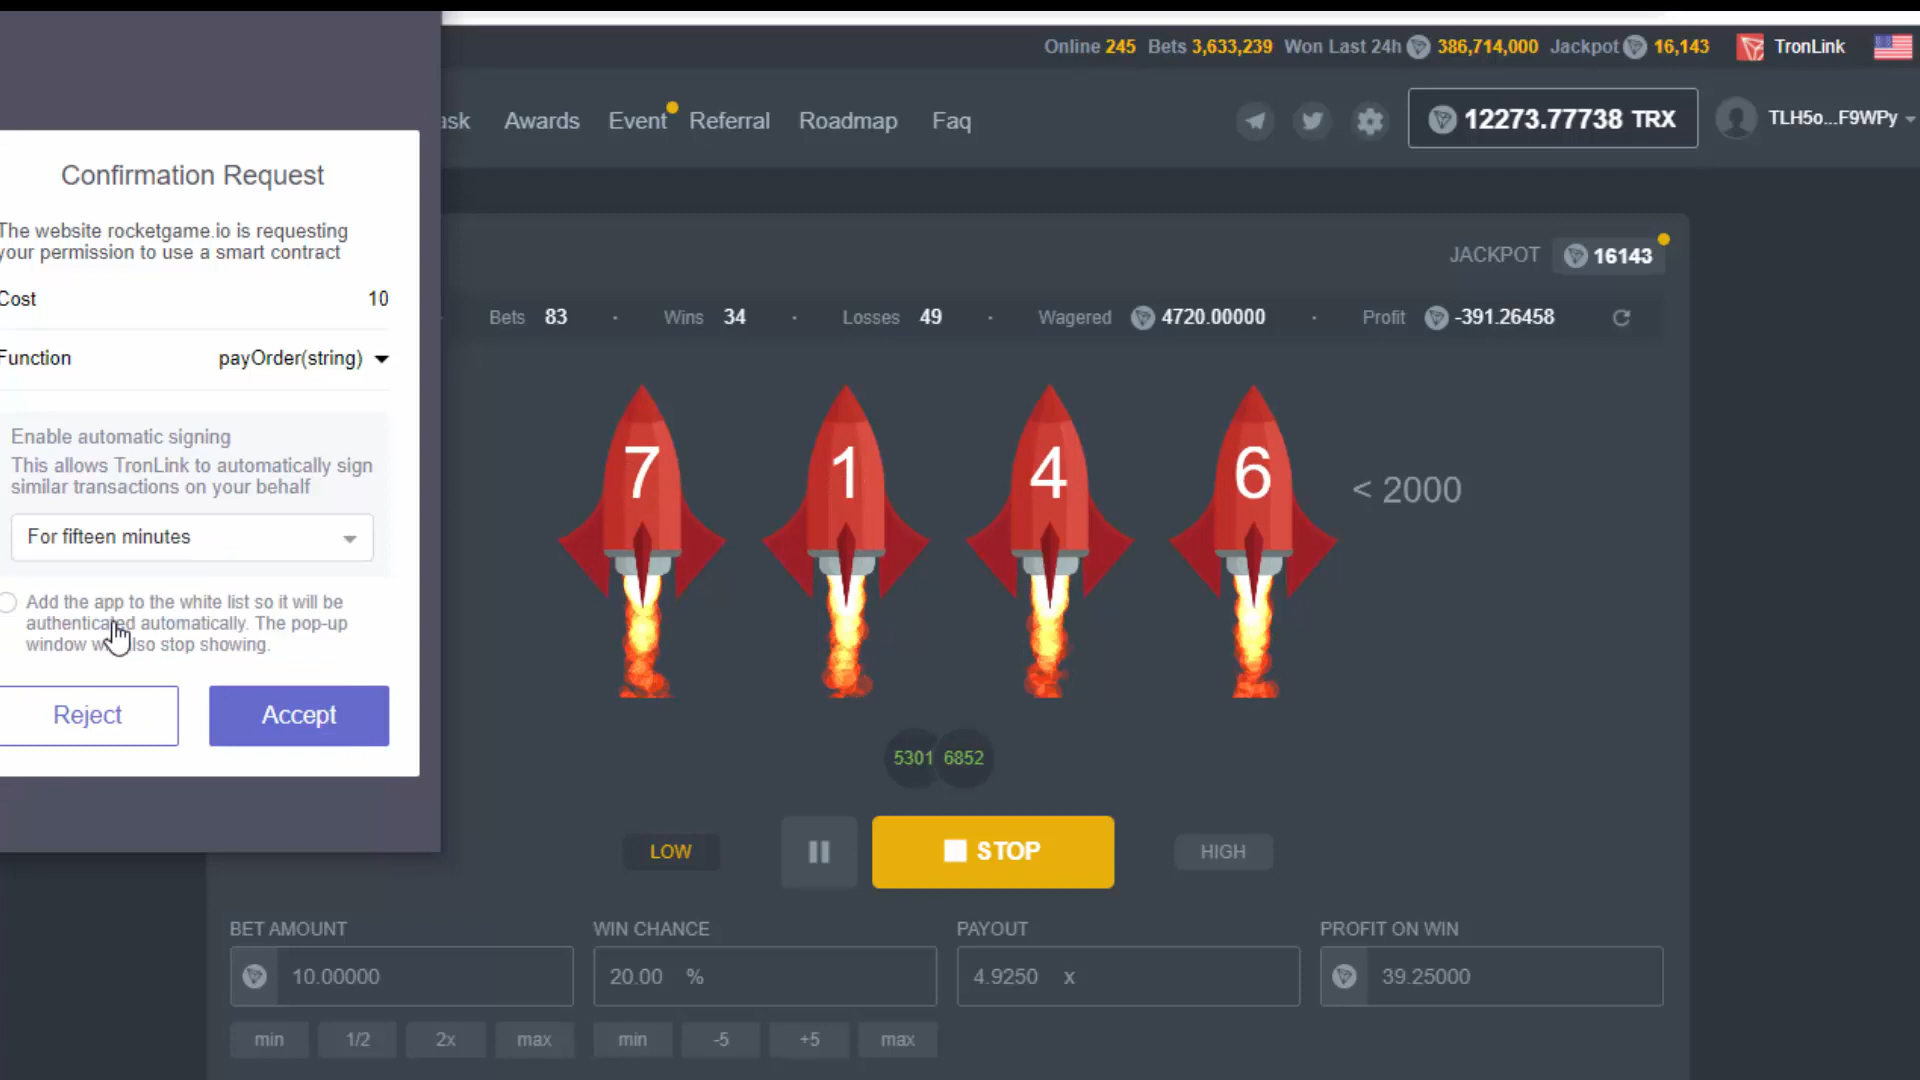 Online 245 Bets 3,633,239 Won Last 24h 386,714,000 Jackpot 16,143 TronLink
ask Awards Event Referral Roadmap Faq 12273.77738 TRX TLH5o...F9WPy
Confirmation Request
The website rocketgame.io is requesting
your permission to use a smart contract
Cost 10
Function payOrder(string)
Enable automatic signing
This allows TronLink to automatically sign
similar transactions on your behalf
For fifteen minutes
Add the app to the white list so it will be
authenticated automatically. The pop-up
window also stop showing.
Reject Accept
JACKPOT 16143
Bets 83 · Wins 34 · Losses 49 · Wagered 4720.00000 · Profit -391.26458
7 1 4 6 < 2000
5301 6852
LOW STOP HIGH
BET AMOUNT WIN CHANCE PAYOUT PROFIT ON WIN
10.00000 20.00 % 4.9250 x 39.25000
min 1/2 2x max min -5 +5 max